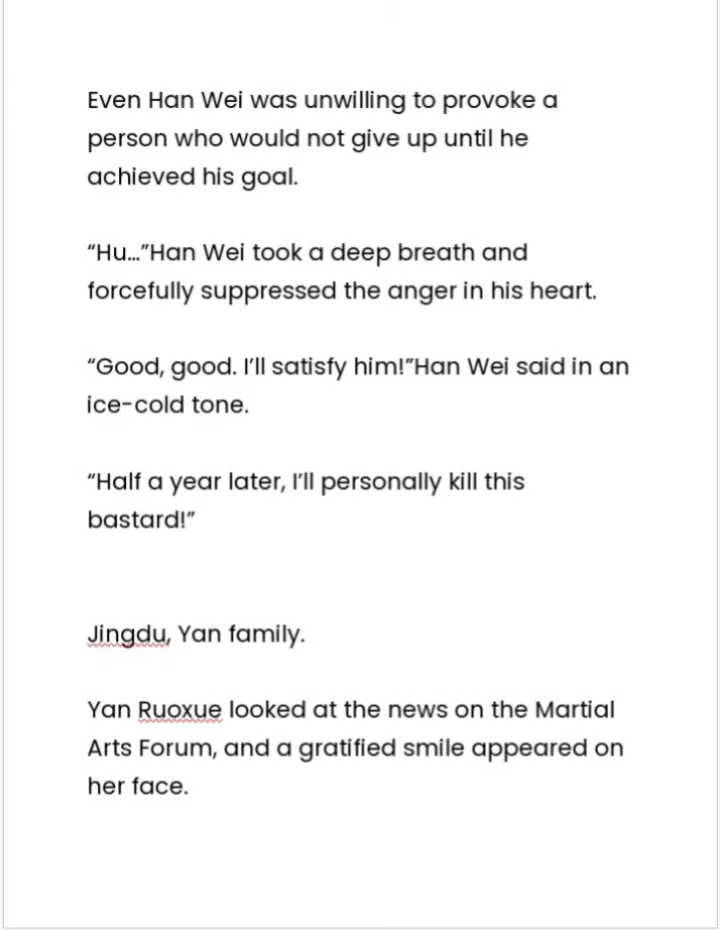 Even Han Wei was unwilling to provoke a
person who would not give up until he
achieved his goal.
“Hu…”Han Wei took a deep breath and
forcefully suppressed the anger in his heart.
“Good, good. I’ll satisfy him!”Han Wei said in an
ice-cold tone.
“Half a year later, I’ll personally kill this
bastard!”
Jingdu, Yan family.
Yan Ruoxue looked at the news on the Martial
Arts Forum, and a gratified smile appeared on
her face.